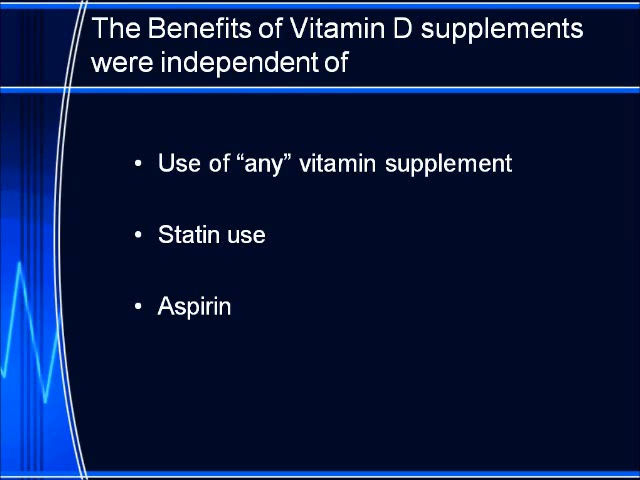 The Benefits of Vitamin D supplements
were independent of
• Use of “any” vitamin supplement
• Statin use
• Aspirin